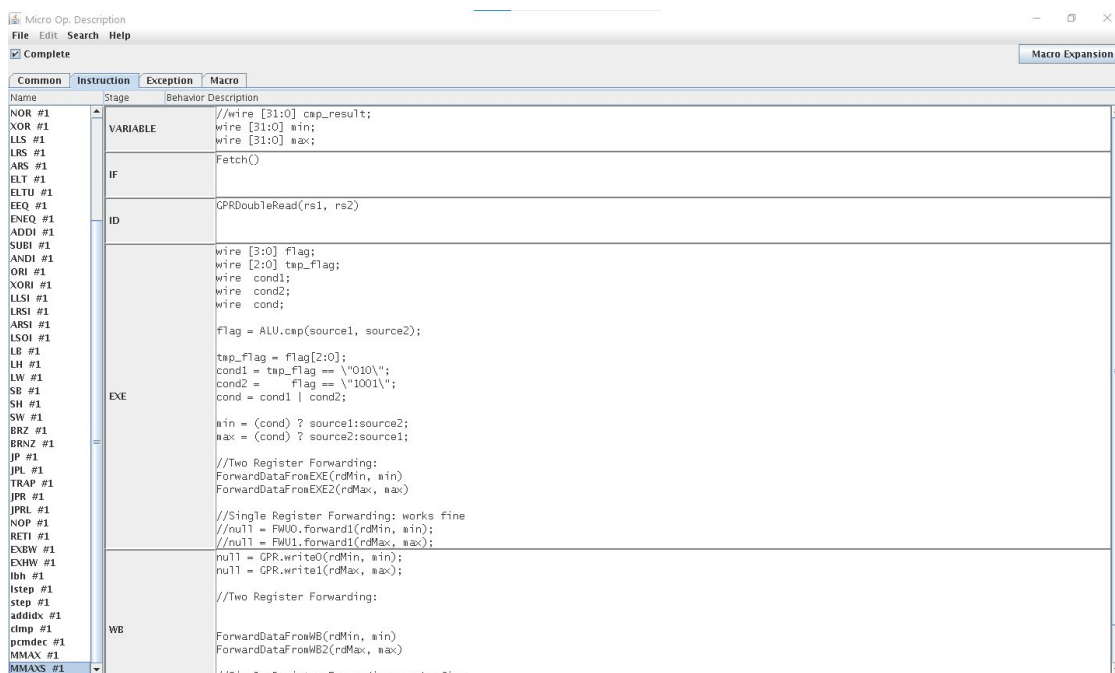 Micro Op. Description
File Edit Search Help
Complete
Macro Expansion
Common Instruction Exception Macro
Name Stage Behavior Description
NOR #1
XOR #1
LLS #1
LRS #1
ARS #1
ELT #1
ELTU #1
EEQ #1
ENEQ #1
ADDI #1
SUBI #1
ANDI #1
ORI #1
XORI #1
LLSI #1
LRSI #1
ARSI #1
LSOI #1
LB #1
LH #1
LW #1
SB #1
SH #1
SW #1
BRZ #1
BRNZ #1
JP #1
JPL #1
TRAP #1
JPR #1
JPRL #1
NOP #1
RETI #1
EXBW #1
EXHW #1
lbh #1
lstep #1
step #1
addidx #1
clmp #1
pcmdec #1
MMAX #1
MMAXS #1
VARIABLE
//wire [31:0] cmp_result;
wire [31:0] min;
wire [31:0] max;
IF
Fetch()
ID
GPRDoubleRead(rs1, rs2)
EXE
wire [3:0] flag;
wire [2:0] tmp_flag;
wire  cond1;
wire  cond2;
wire  cond;
flag = ALU.cmp(source1, source2);
tmp_flag = flag[2:0];
cond1 = tmp_flag == \"010\";
cond2 =     flag == \"1001\";
cond = cond1 | cond2;
min = (cond) ? source1:source2;
max = (cond) ? source2:source1;
//Two Register Forwarding:
ForwardDataFromEXE(rdMin, min)
ForwardDataFromEXE2(rdMax, max)
//Single Register Forwarding: works fine
//null = FWU0.forward1(rdMin, min);
//null = FWU1.forward1(rdMax, max);
WB
null = GPR.write0(rdMin, min);
null = GPR.write1(rdMax, max);
//Two Register Forwarding:
ForwardDataFromWB(rdMin, min)
ForwardDataFromWB2(rdMax, max)